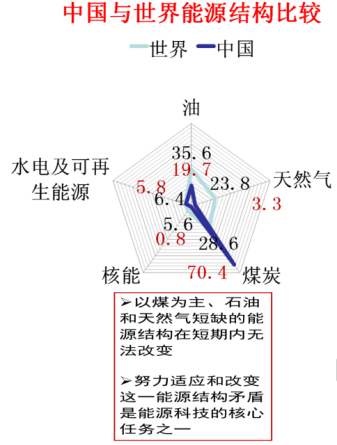 中国与世界能源结构比较
世界 中国
油
35.6
19.7
水电及可再
生能源
5.8
6.4
23.8
天然气
3.3
5.6
0.8
28.6
核能
70.4
煤炭
➢以煤为主、石油
和天然气短缺的能
源结构在短期内无
法改变
➢努力适应和改变
这一能源结构矛盾
是能源科技的核心
任务之一